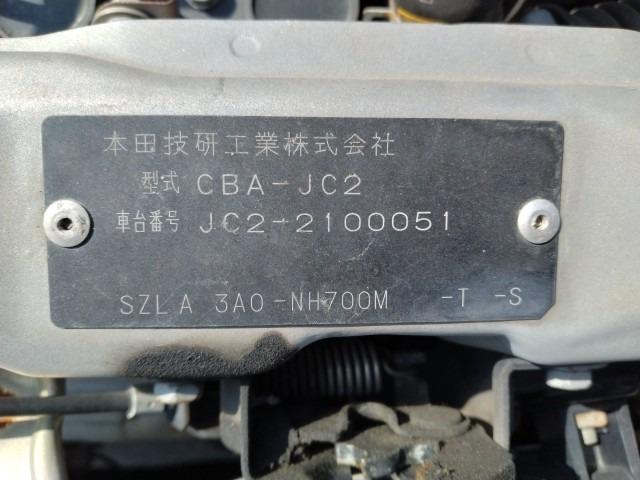 本田技研工業株式会社
型式 CBA-JC2
車台番号 JC2-2100051
SZLA 3A0-NH700M -T -S